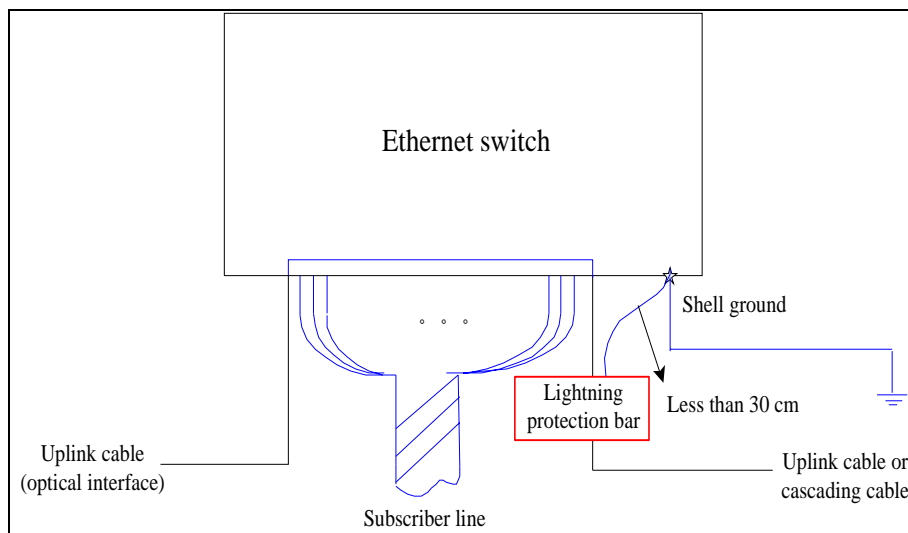 Ethernet switch
Shell ground
Lightning
protection bar
Less than 30 cm
Uplink cable
(optical interface)
Uplink cable or
cascading cable
Subscriber line